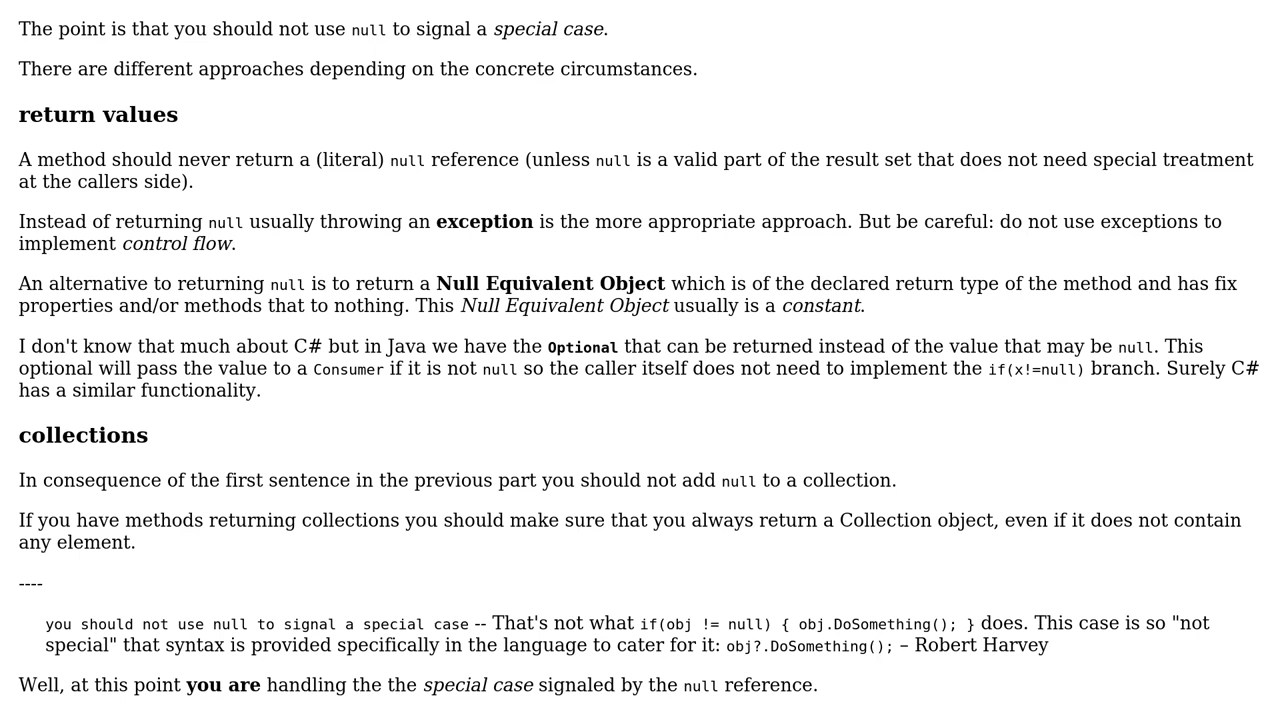 The point is that you should not use null to signal a special case.
There are different approaches depending on the concrete circumstances.
return values
A method should never return a (literal) null reference (unless null is a valid part of the result set that does not need special treatment
at the callers side).
Instead of returning null usually throwing an exception is the more appropriate approach. But be careful: do not use exceptions to
implement control flow.
An alternative to returning null is to return a Null Equivalent Object which is of the declared return type of the method and has fix
properties and/or methods that to nothing. This Null Equivalent Object usually is a constant.
I don't know that much about C# but in Java we have the Optional that can be returned instead of the value that may be null. This
optional will pass the value to a Consumer if it is not null so the caller itself does not need to implement the if(x!=null) branch. Surely C#
has a similar functionality.
collections
In consequence of the first sentence in the previous part you should not add null to a collection.
If you have methods returning collections you should make sure that you always return a Collection object, even if it does not contain
any element.
----
you should not use null to signal a special case -- That's not what if(obj != null) { obj.DoSomething(); } does. This case is so "not
special" that syntax is provided specifically in the language to cater for it: obj?.DoSomething(); – Robert Harvey
Well, at this point you are handling the the special case signaled by the null reference.